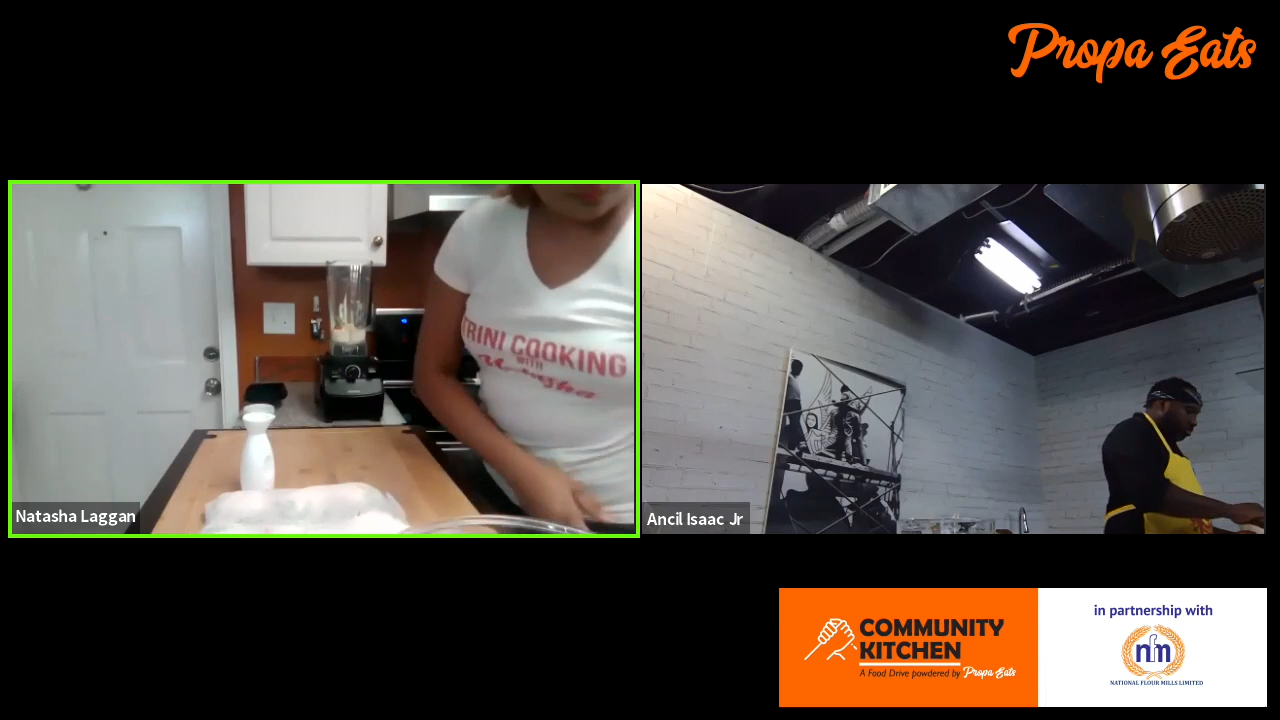 Propa Eats
TRINI COOKING
WITH
Natasha Laggan
Ancil Isaac Jr
COMMUNITY
KITCHEN
A Food Drive powdered by Propa Eats
in partnership with
nfm
NATIONAL FLOUR MILLS LIMITED